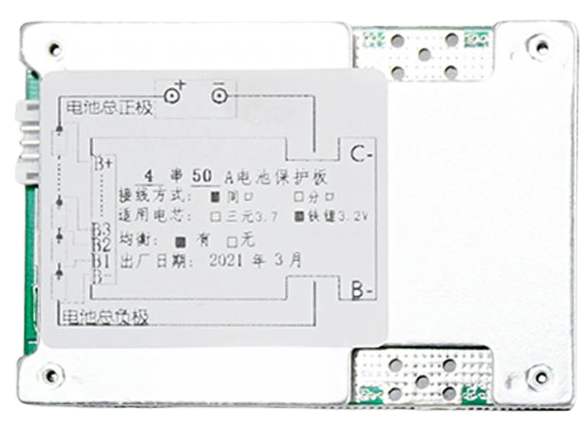 + −
电池总正极
C-
B+
4 串 50 A电池保护板
接线方式: ■同口 □分口
适用电芯: □三元3.7 ■铁锂3.2V
B3
B2
均衡: ■ 有 □无
B1
出厂日期: 2021 年 3 月
B-
B-
电池总负极